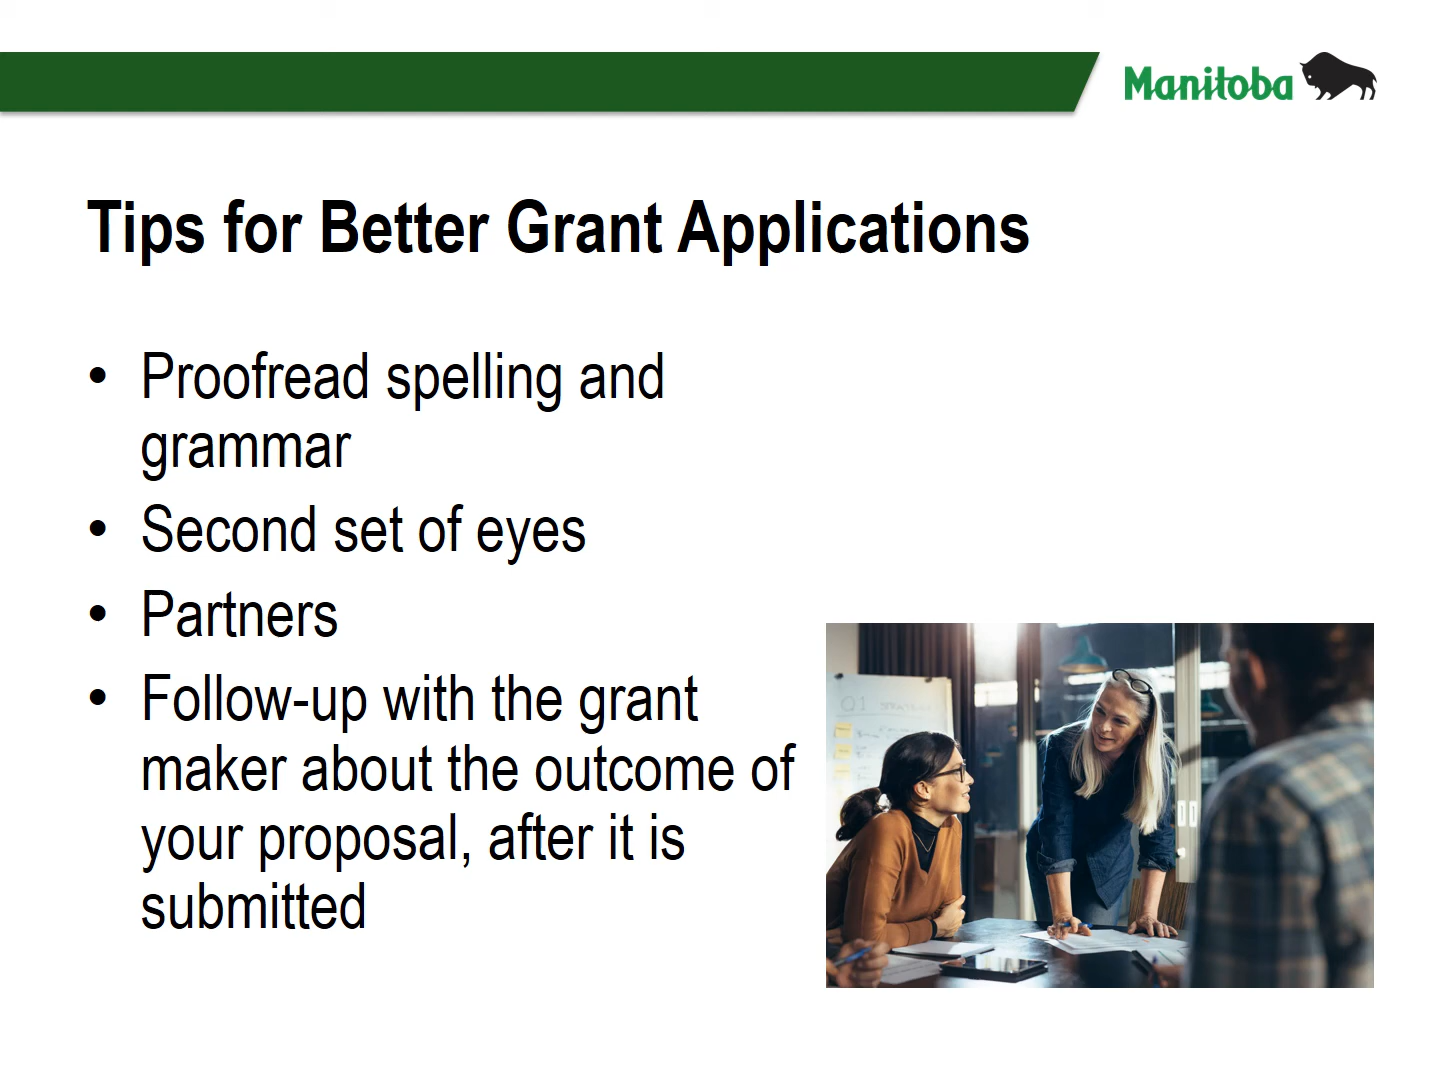 Manitoba
Tips for Better Grant Applications
• Proofread spelling and
grammar
• Second set of eyes
• Partners
• Follow-up with the grant
maker about the outcome of
your proposal, after it is
submitted
Q1